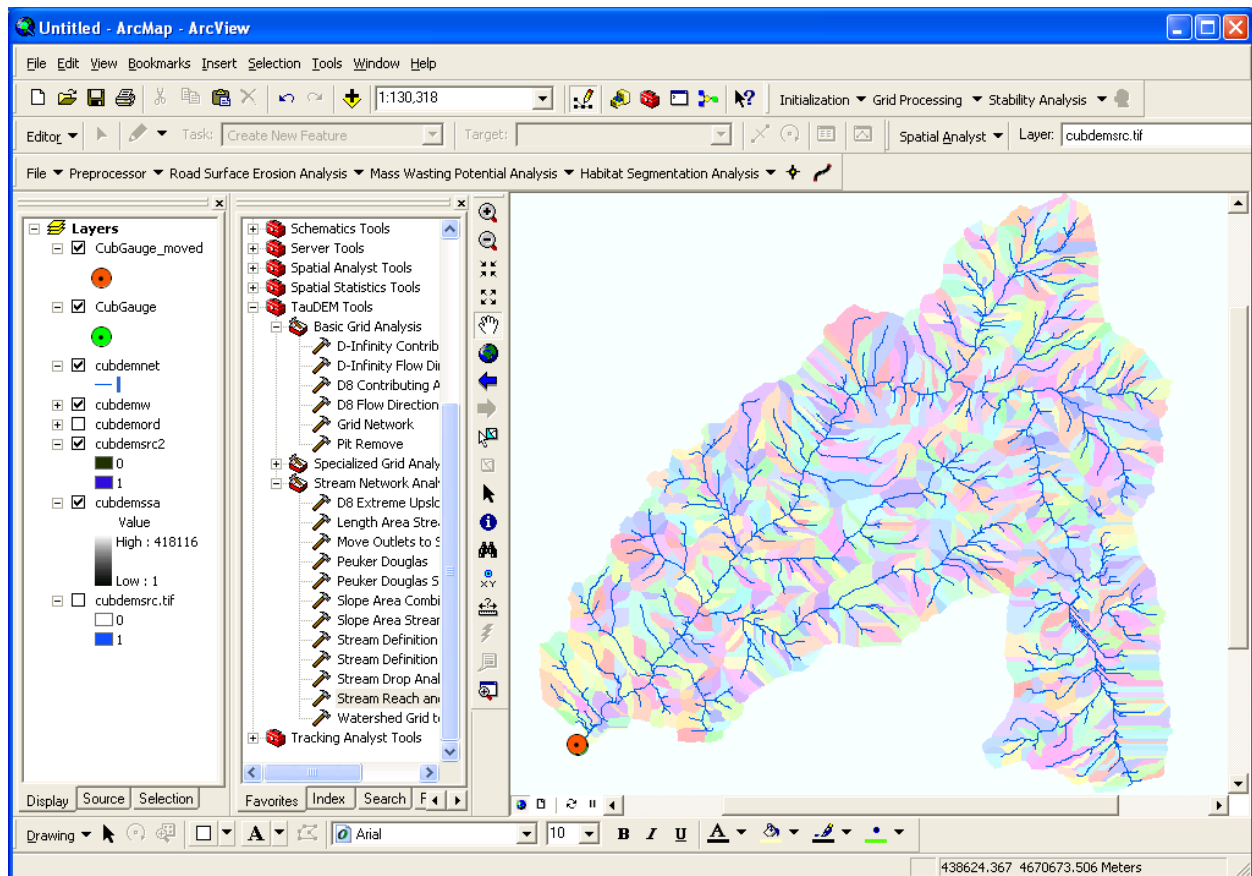 Untitled - ArcMap - ArcView
File Edit View Bookmarks Insert Selection Tools Window Help
1:130,318 Initialization Grid Processing Stability Analysis
Editor Task: Create New Feature Target: Spatial Analyst Layer: cubdemsrc.tif
File Preprocessor Road Surface Erosion Analysis Mass Wasting Potential Analysis Habitat Segmentation Analysis
Layers
CubGauge_moved
CubGauge
cubdemnet
cubdemw
cubdemord
cubdemsrc2
0
1
cubdemssa
Value
High : 418116
Low : 1
cubdemsrc.tif
0
1
Display Source Selection
Schematics Tools
Server Tools
Spatial Analyst Tools
Spatial Statistics Tools
TauDEM Tools
Basic Grid Analysis
D-Infinity Contrib
D-Infinity Flow Di
D8 Contributing A
D8 Flow Direction
Grid Network
Pit Remove
Specialized Grid Analy
Stream Network Anal
D8 Extreme Upslo
Length Area Stre
Move Outlets to S
Peuker Douglas
Peuker Douglas S
Slope Area Combi
Slope Area Stream
Stream Definition
Stream Definition
Stream Drop Anal
Stream Reach an
Watershed Grid t
Tracking Analyst Tools
Favorites Index Search F
XY
Drawing A Arial 10 B I U A
438624.367 4670673.506 Meters